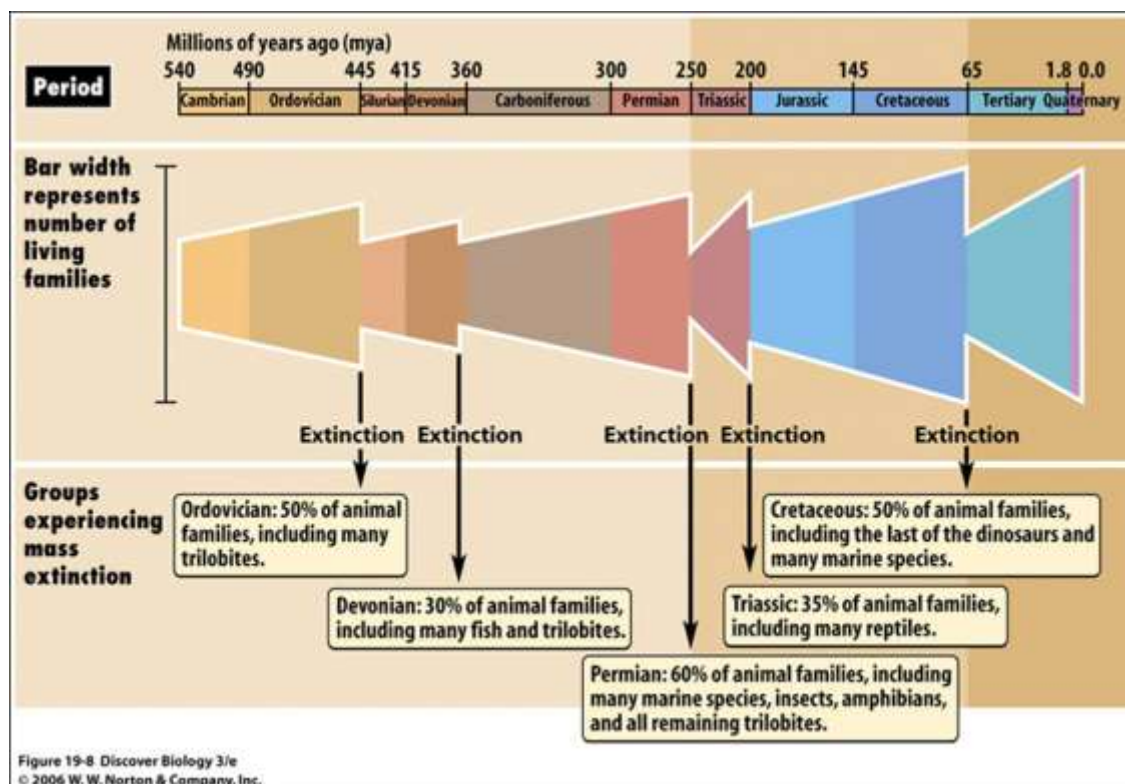 Millions of years ago (mya)
540 490 445 415 360 300 250 200 145 65 1.8 0.0
Period
Cambrian Ordovician Silurian Devonian Carboniferous Permian Triassic Jurassic Cretaceous Tertiary Quaternary
Bar width
represents
number of
living
families
Extinction Extinction Extinction Extinction Extinction
Groups
experiencing
mass
extinction
Ordovician: 50% of animal
families, including many
trilobites.
Cretaceous: 50% of animal families,
including the last of the dinosaurs and
many marine species.
Devonian: 30% of animal families,
including many fish and trilobites.
Triassic: 35% of animal families,
including many reptiles.
Permian: 60% of animal families, including
many marine species, insects, amphibians,
and all remaining trilobites.
Figure 19-8 Discover Biology 3/e
© 2006 W. W. Norton & Company, Inc.